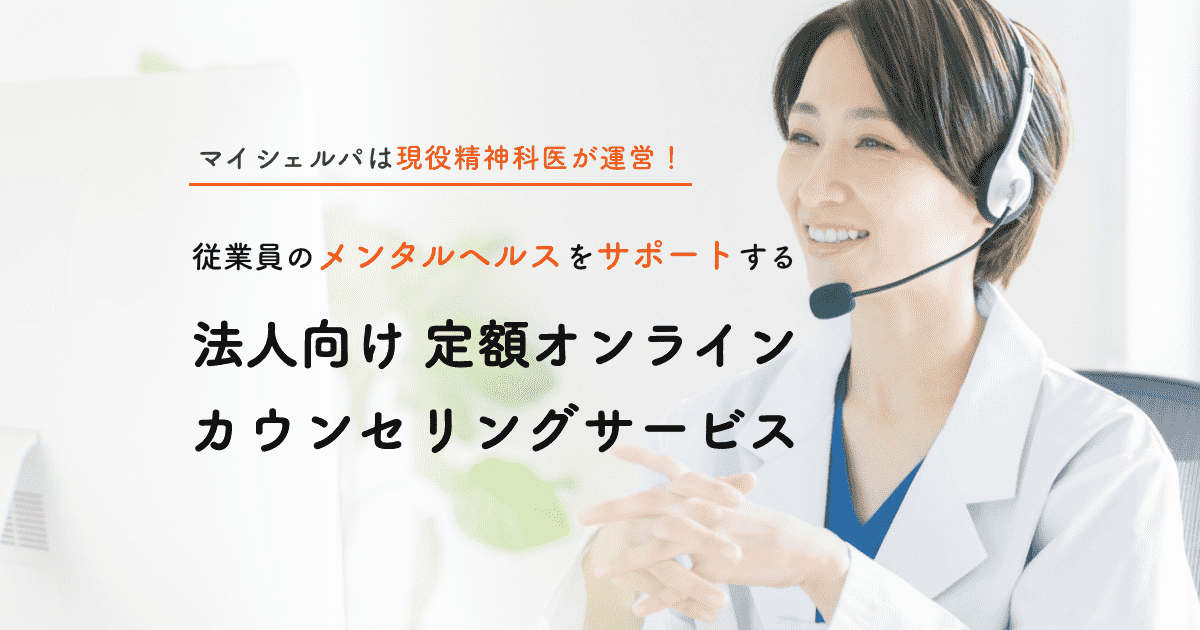 マイシェルパは現役精神科医が運営！
従業員のメンタルヘルスをサポートする
法人向け 定額オンライン
カウンセリングサービス